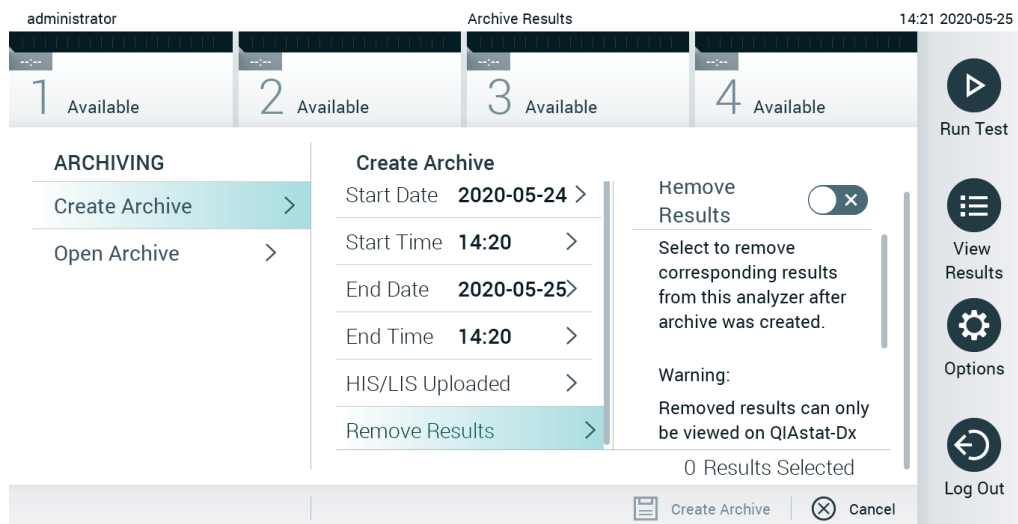 administrator
Archive Results
14:21 2020-05-25
--:--
1 Available
--:--
2 Available
--:--
3 Available
--:--
4 Available
Run Test
View
Results
Options
Log Out
ARCHIVING
Create Archive
Open Archive
Create Archive
Start Date 2020-05-24
Start Time 14:20
End Date 2020-05-25
End Time 14:20
HIS/LIS Uploaded
Remove Results
Remove
Results
Select to remove
corresponding results
from this analyzer after
archive was created.
Warning:
Removed results can only
be viewed on QIAstat-Dx
0 Results Selected
Create Archive
Cancel